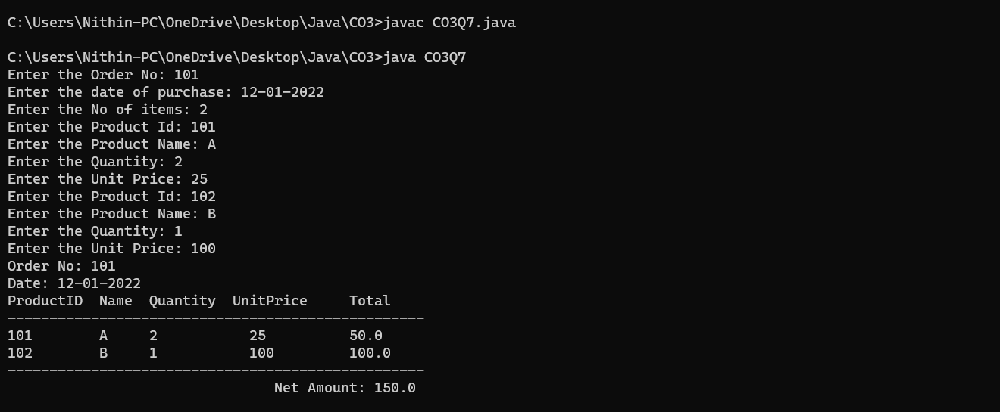 C:\Users\Nithin-PC\OneDrive\Desktop\Java\CO3>javac CO3Q7.java
C:\Users\Nithin-PC\OneDrive\Desktop\Java\CO3>java CO3Q7
Enter the Order No: 101
Enter the date of purchase: 12-01-2022
Enter the No of items: 2
Enter the Product Id: 101
Enter the Product Name: A
Enter the Quantity: 2
Enter the Unit Price: 25
Enter the Product Id: 102
Enter the Product Name: B
Enter the Quantity: 1
Enter the Unit Price: 100
Order No: 101
Date: 12-01-2022
ProductID  Name  Quantity  UnitPrice     Total
--------------------------------------------------
101        A     2           25          50.0
102        B     1           100         100.0
--------------------------------------------------
                                Net Amount: 150.0